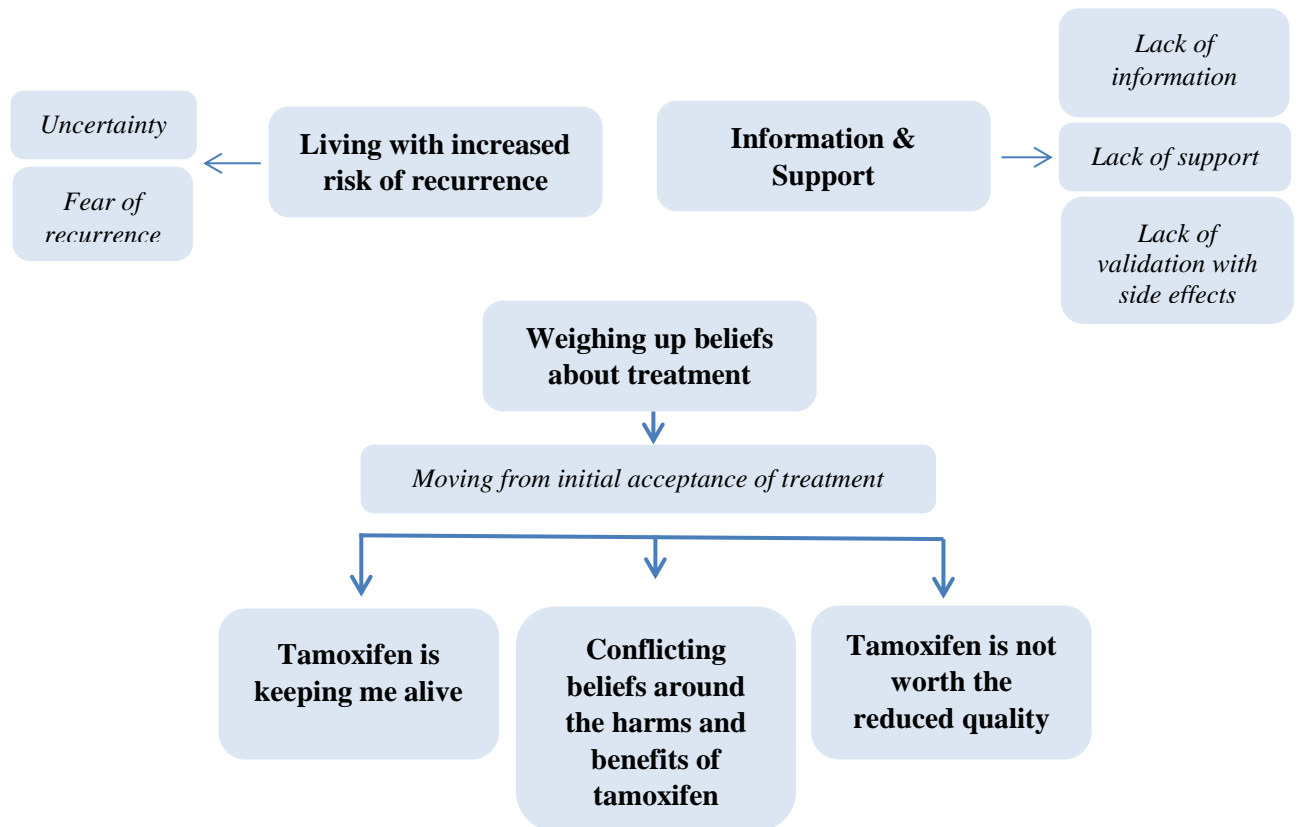 Uncertainty
Fear of
recurrence
Living with increased
risk of recurrence
Information &
Support
Lack of
information
Lack of support
Lack of
validation with
side effects
Weighing up beliefs
about treatment
Moving from initial acceptance of treatment
Tamoxifen is
keeping me alive
Conflicting
beliefs around
the harms and
benefits of
tamoxifen
Tamoxifen is not
worth the
reduced quality